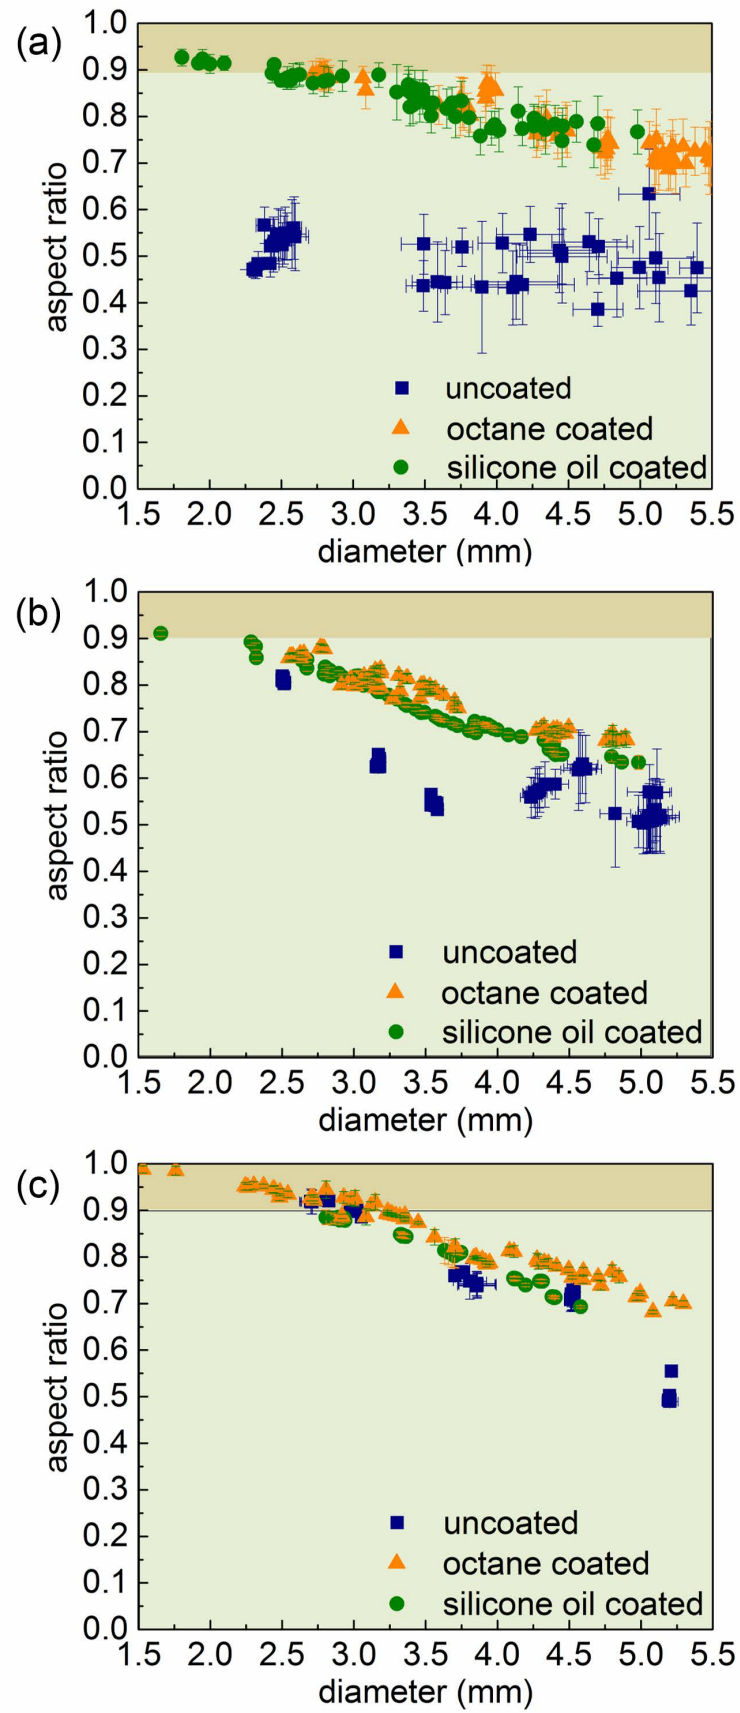 (a)
1.0
0.9
0.8
0.7
0.6
0.5
0.4
0.3
0.2
0.1
0.0
aspect ratio
uncoated
octane coated
silicone oil coated
1.5 2.0 2.5 3.0 3.5 4.0 4.5 5.0 5.5
diameter (mm)
(b)
1.0
0.9
0.8
0.7
0.6
0.5
0.4
0.3
0.2
0.1
0.0
aspect ratio
uncoated
octane coated
silicone oil coated
1.5 2.0 2.5 3.0 3.5 4.0 4.5 5.0 5.5
diameter (mm)
(c)
1.0
0.9
0.8
0.7
0.6
0.5
0.4
0.3
0.2
0.1
0.0
aspect ratio
uncoated
octane coated
silicone oil coated
1.5 2.0 2.5 3.0 3.5 4.0 4.5 5.0 5.5
diameter (mm)